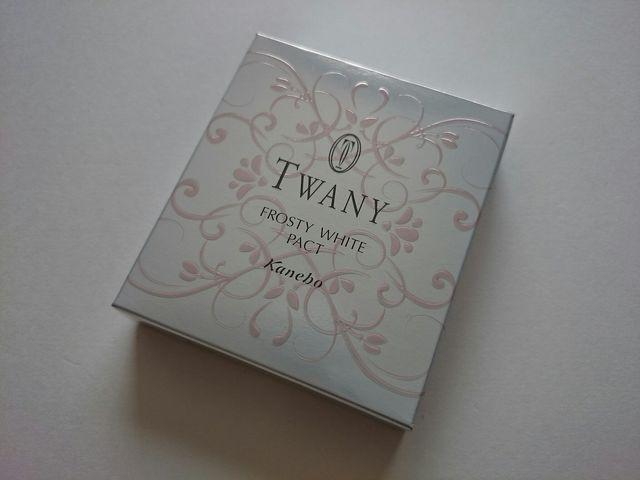 TWANY
FROSTY WHITE
PACT
Kanebo